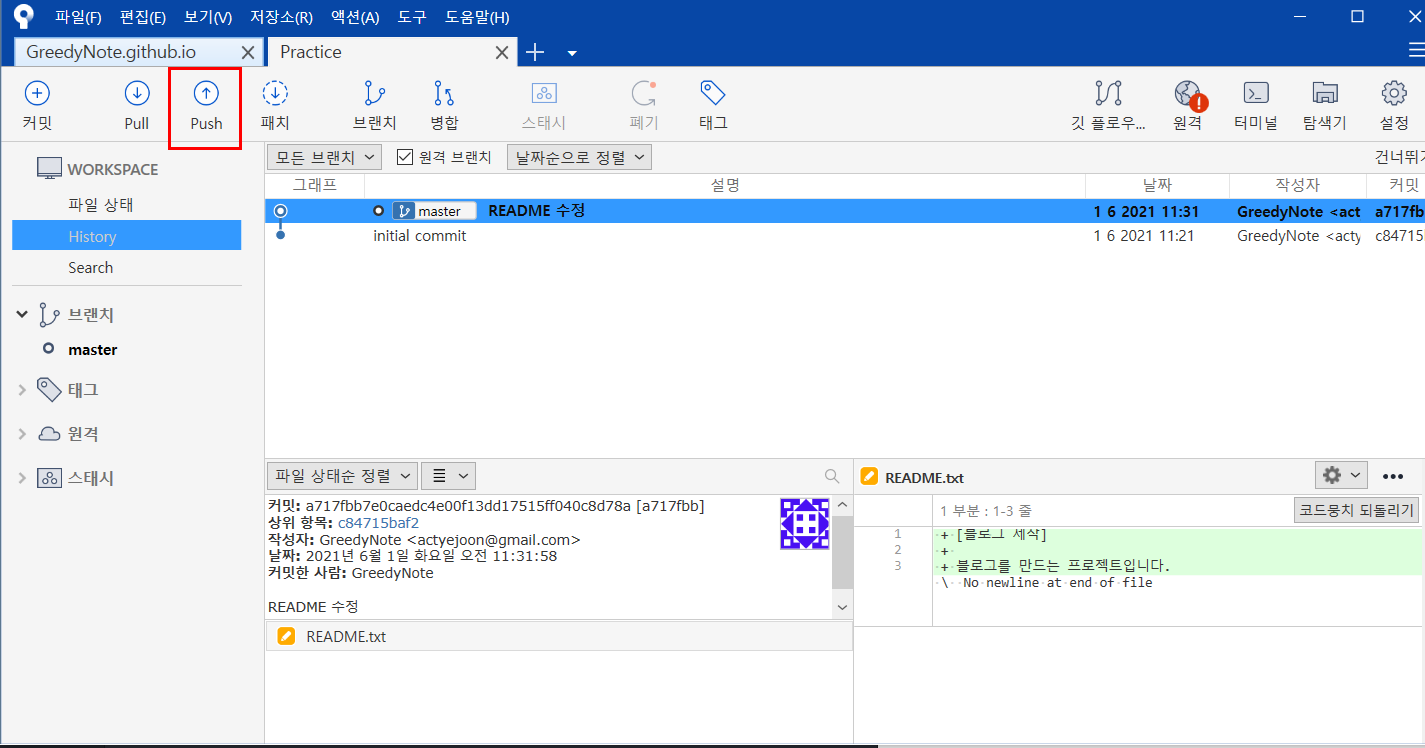 파일(F) 편집(E) 보기(V) 저장소(R) 액션(A) 도구 도움말(H)
GreedyNote.github.io Practice
커밋 Pull Push 패치 브랜치 병합 스태시 폐기 태그 깃 플로우... 원격 터미널 탐색기 설정
WORKSPACE
파일 상태
History
Search
브랜치
master
태그
원격
스태시
모든 브랜치 원격 브랜치 날짜순으로 정렬 건너뛰기
그래프 설명 날짜 작성자 커밋
master README 수정 1 6 2021 11:31 GreedyNote <act a717fb
initial commit 1 6 2021 11:21 GreedyNote <acty c84715
파일 상태순 정렬
커밋: a717fbb7e0caedc4e00f13dd17515ff040c8d78a [a717fbb]
상위 항목: c84715baf2
작성자: GreedyNote <actyejoon@gmail.com>
날짜: 2021년 6월 1일 화요일 오전 11:31:58
커밋한 사람: GreedyNote
README 수정
README.txt
README.txt
1 부분 : 1-3 줄 코드뭉치 되돌리기
1 + [블로그 제작]
2 +
3 + 블로그를 만드는 프로젝트입니다.
\ No newline at end of file